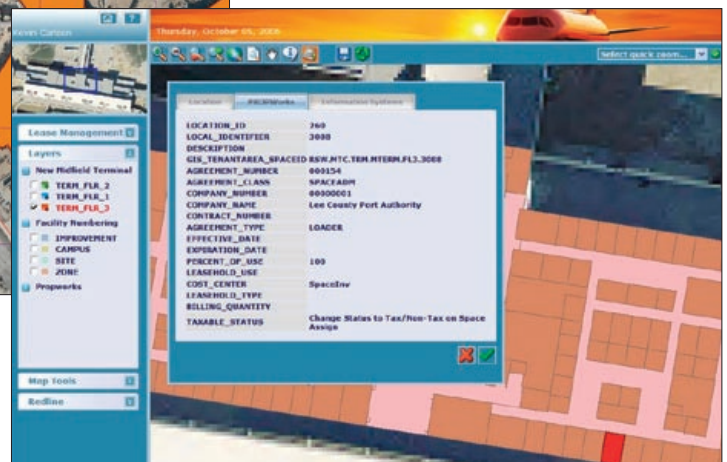 Kevin Carlson
Thursday, October 05, 2006
Select quick zoom...
Lease Management
Layers
New Midfield Terminal
TERM_FLR_2
TERM_FLR_1
TERM_FLR_3
Facility Numbering
IMPROVEMENT
CAMPUS
SITE
ZONE
Propworks
Map Tools
Redline
Location PROPWorks Information Systems
LOCATION_ID 260
LOCAL_IDENTIFIER 3088
DESCRIPTION
GIS_TENANTAREA_SPACEID RSW.MTC.TRM.MTERM.FL3.3088
AGREEMENT_NUMBER 000154
AGREEMENT_CLASS SPACEADM
COMPANY_NUMBER 00000001
COMPANY_NAME Lee County Port Authority
CONTRACT_NUMBER
AGREEMENT_TYPE LOADER
EFFECTIVE_DATE
EXPIRATION_DATE
PERCENT_OF_USE 100
LEASEHOLD_USE
COST_CENTER SpaceInv
LEASEHOLD_TYPE
BILLING_QUANTITY
TAXABLE_STATUS Change Status to Tax/Non-Tax on Space
Assign